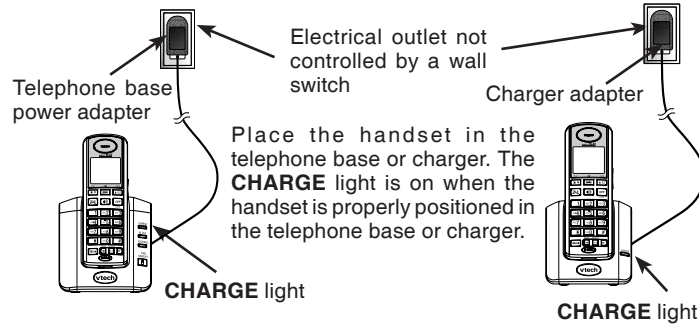 Electrical outlet not
controlled by a wall
switch
Telephone base
power adapter
Charger adapter
Place the handset in the
telephone base or charger. The
CHARGE light is on when the
handset is properly positioned in
the telephone base or charger.
vtech
vtech
CHARGE light
CHARGE light